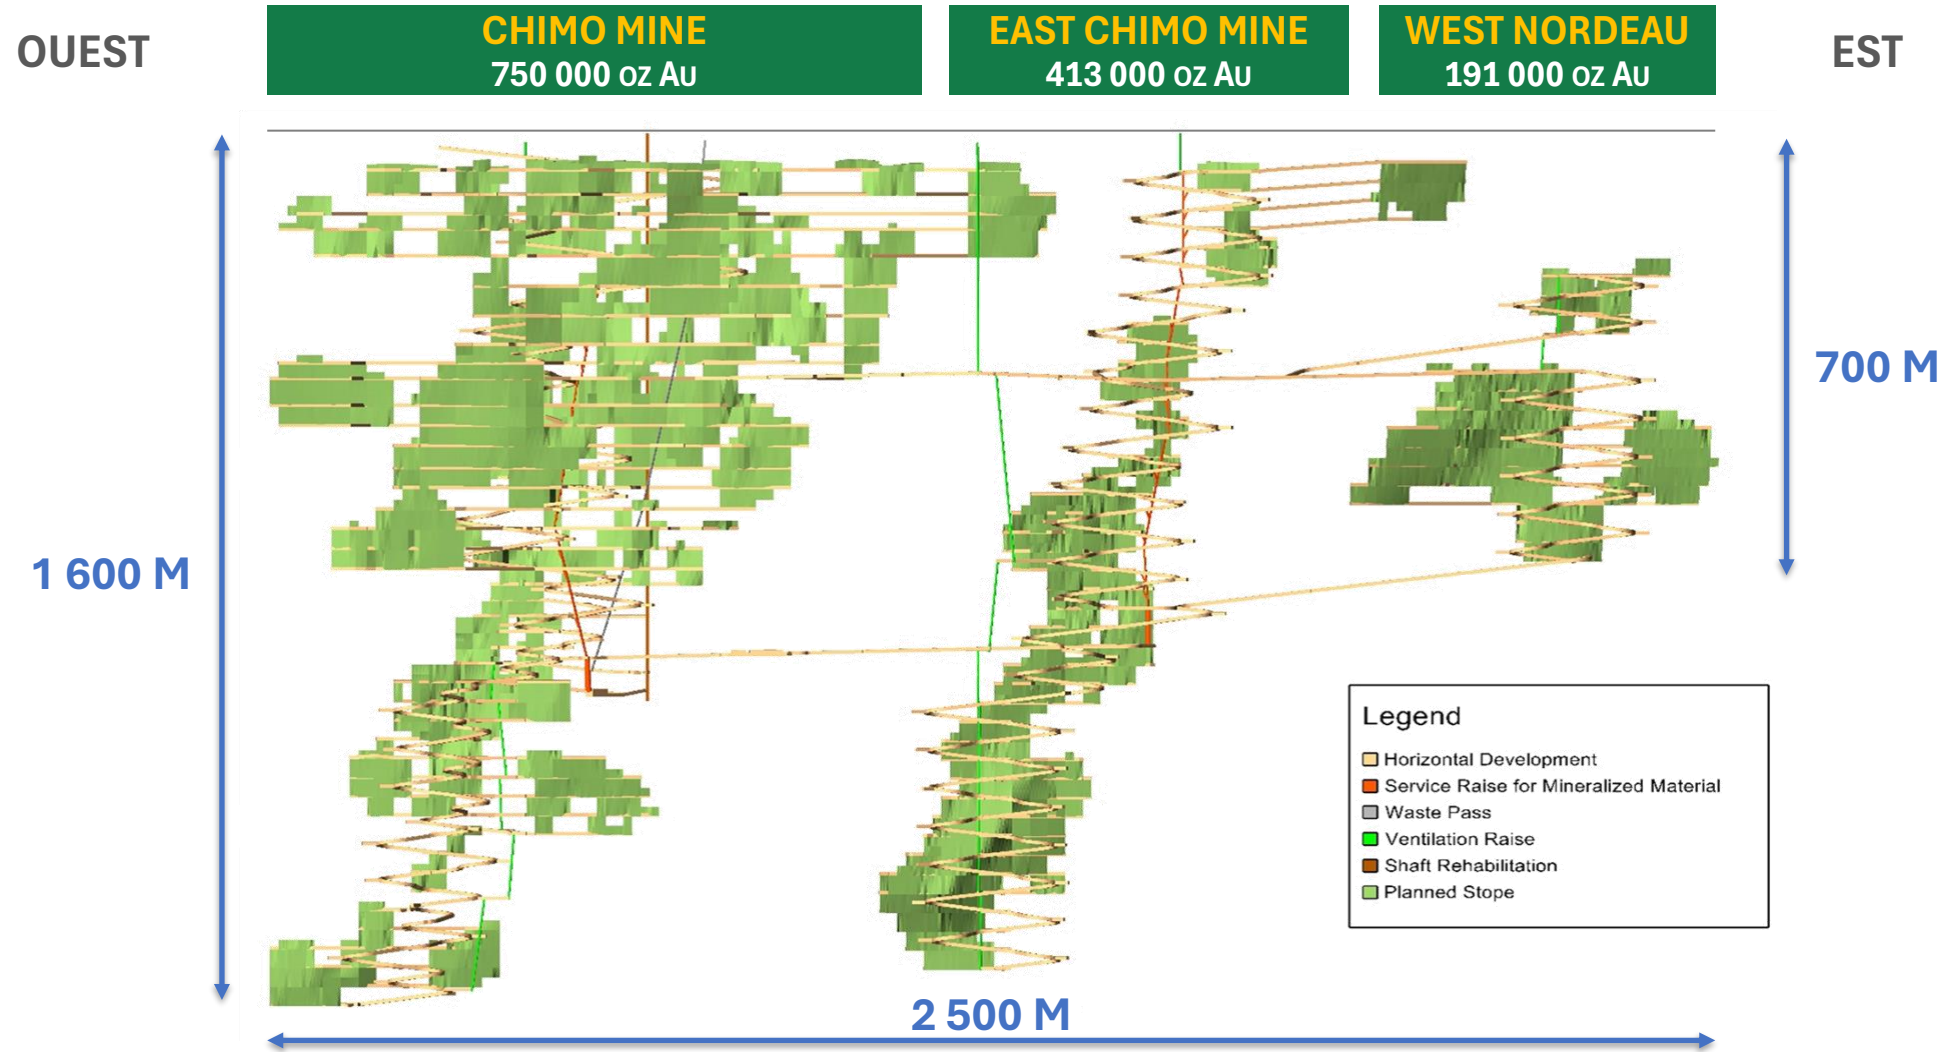 OUEST
CHIMO MINE
750 000 OZ AU
EAST CHIMO MINE
413 000 OZ AU
WEST NORDEAU
191 000 OZ AU
EST
700 M
1 600 M
Legend
Horizontal Development
Service Raise for Mineralized Material
Waste Pass
Ventilation Raise
Shaft Rehabilitation
Planned Stope
2 500 M